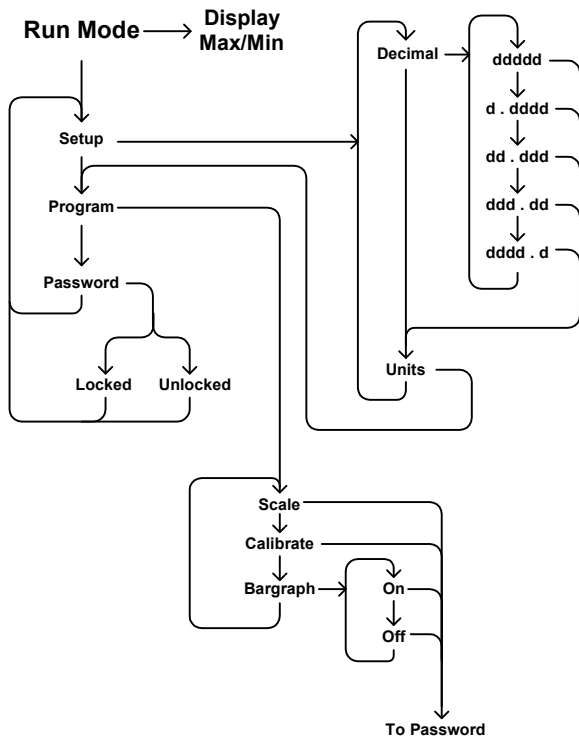 Run Mode
Display
Max/Min
Setup
Program
Password
Locked
Unlocked
Decimal
ddddd
d . dddd
dd . ddd
ddd . dd
dddd . d
Units
Scale
Calibrate
Bargraph
On
Off
To Password